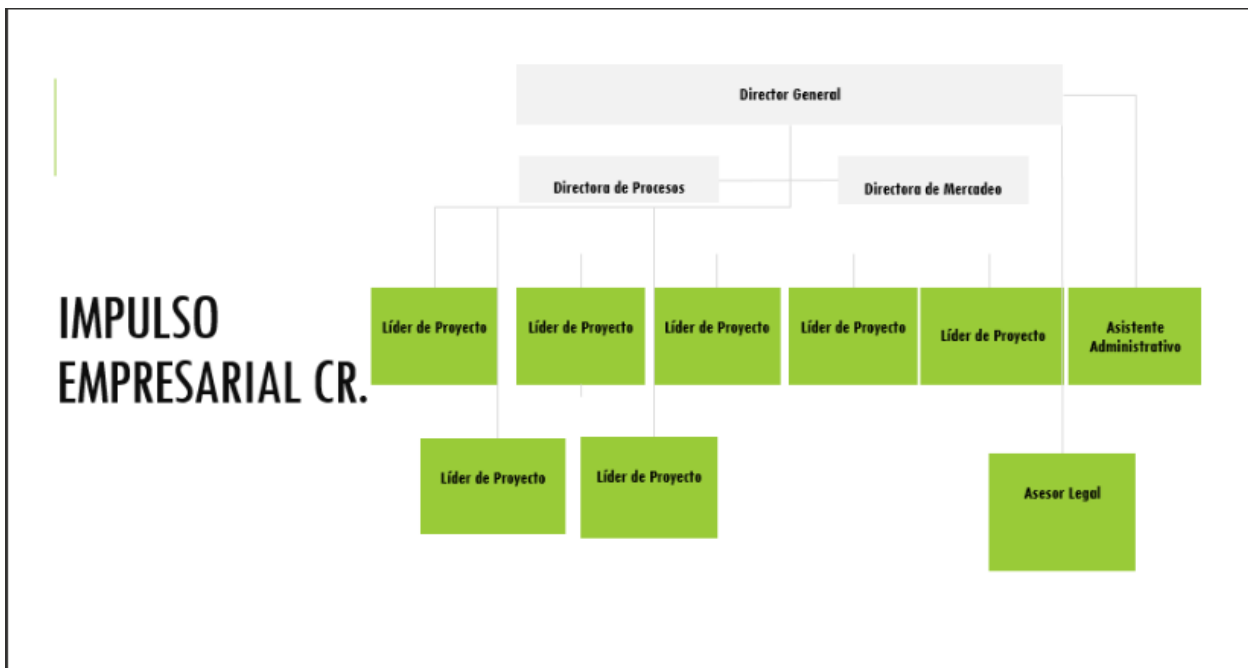 Director General
Directora de Procesos
Directora de Mercadeo
IMPULSO
EMPRESARIAL CR.
Líder de Proyecto
Líder de Proyecto
Líder de Proyecto
Líder de Proyecto
Líder de Proyecto
Asistente
Administrativo
Líder de Proyecto
Líder de Proyecto
Asesor Legal